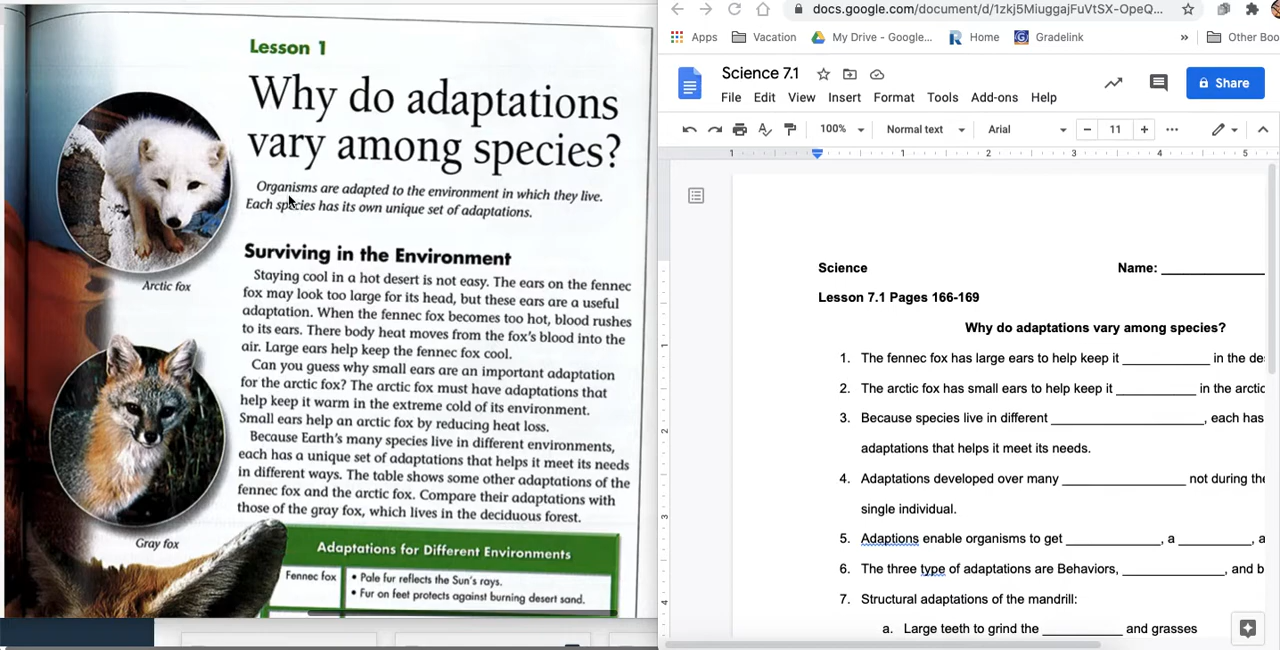 Lesson 1
Why do adaptations
vary among species?
Organisms are adapted to the environment in which they live.
Each species has its own unique set of adaptations.
Surviving in the Environment
Staying cool in a hot desert is not easy. The ears on the fennec
fox may look too large for its head, but these ears are a useful
adaptation. When the fennec fox becomes too hot, blood rushes
to its ears. There body heat moves from the fox's blood into the
air. Large ears help keep the fennec fox cool.
Can you guess why small ears are an important adaptation
for the arctic fox? The arctic fox must have adaptations that
help keep it warm in the extreme cold of its environment.
Small ears help an arctic fox by reducing heat loss.
Because Earth's many species live in different environments,
each has a unique set of adaptations that helps it meet its needs
in different ways. The table shows some other adaptations of the
fennec fox and the arctic fox. Compare their adaptations with
those of the gray fox, which lives in the deciduous forest.
Arctic fox
Gray fox
Adaptations for Different Environments
Fennec fox
• Pale fur reflects the Sun's rays.
• Fur on feet protects against burning desert sand.
docs.google.com/document/d/1zkj5MiuggajFuVtSX-OpeQ...
Apps Vacation My Drive - Google... Home Gradelink » Other Boo
Science 7.1
File Edit View Insert Format Tools Add-ons Help
Share
100% Normal text Arial − 11 + ...
1 1 2 3 4 5
1
2
3
4
Science Name: ____________
Lesson 7.1 Pages 166-169
Why do adaptations vary among species?
1. The fennec fox has large ears to help keep it ____________ in the de
2. The arctic fox has small ears to help keep it ___________ in the arctic
3. Because species live in different _____________________, each has
adaptations that helps it meet its needs.
4. Adaptations developed over many _________________ not during the
single individual.
5. Adaptions enable organisms to get _____________, a __________, a
6. The three type of adaptations are Behaviors, ______________, and b
7. Structural adaptations of the mandrill:
a. Large teeth to grind the ___________ and grasses